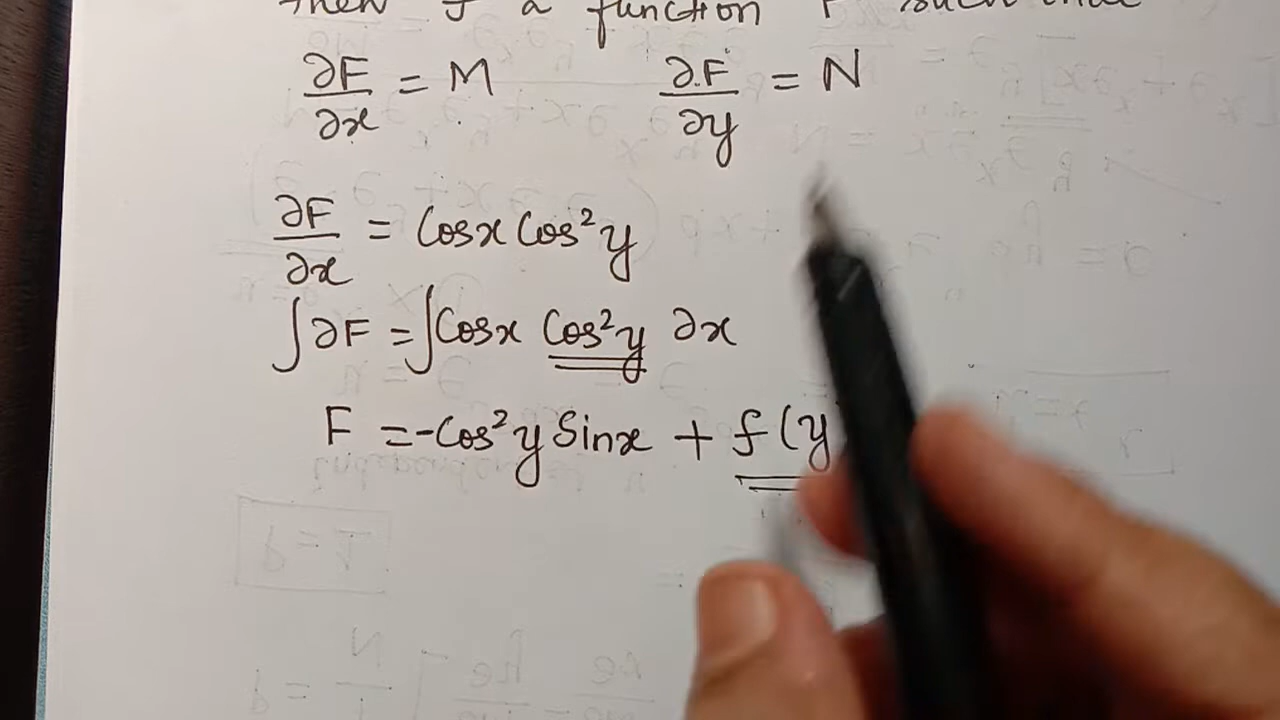 a function
∂F/∂x = M ∂F/∂y = N
∂F/∂x = Cosx Cos²y
∫∂F = ∫Cosx Cos²y ∂x
F = -Cos²y Sinx + f(y